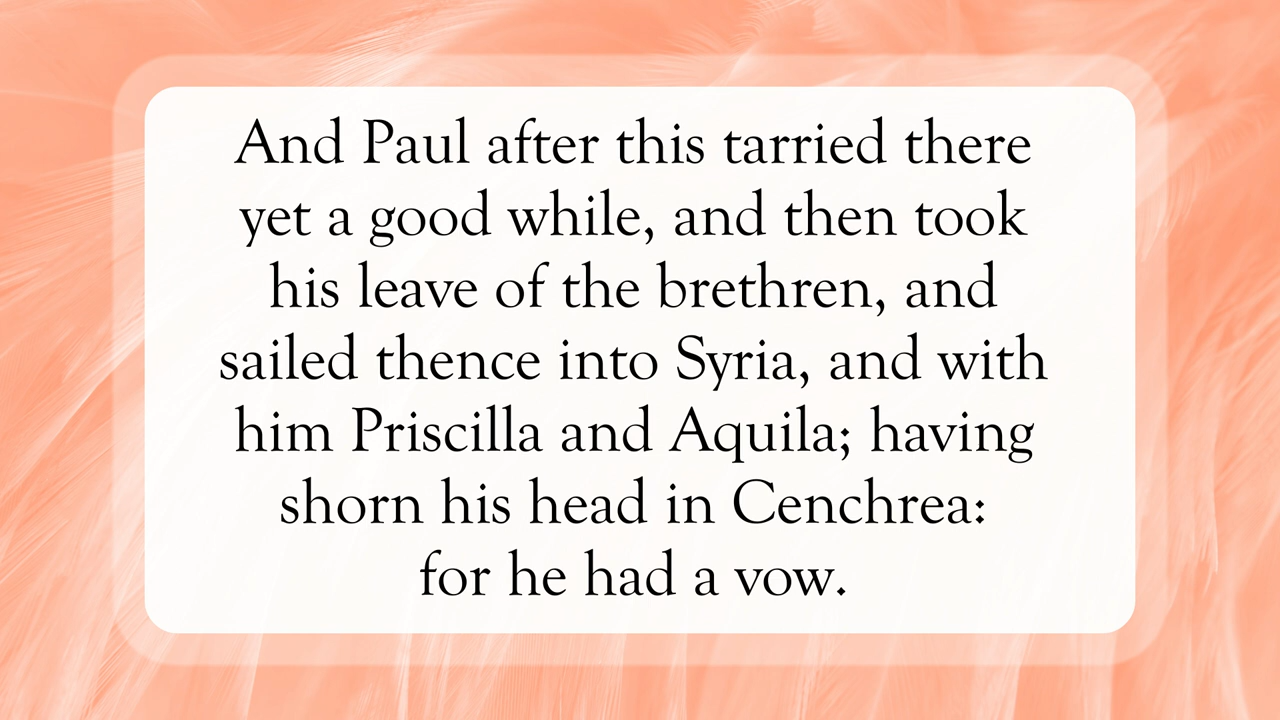 And Paul after this tarried there
yet a good while, and then took
his leave of the brethren, and
sailed thence into Syria, and with
him Priscilla and Aquila; having
shorn his head in Cenchrea:
for he had a vow.